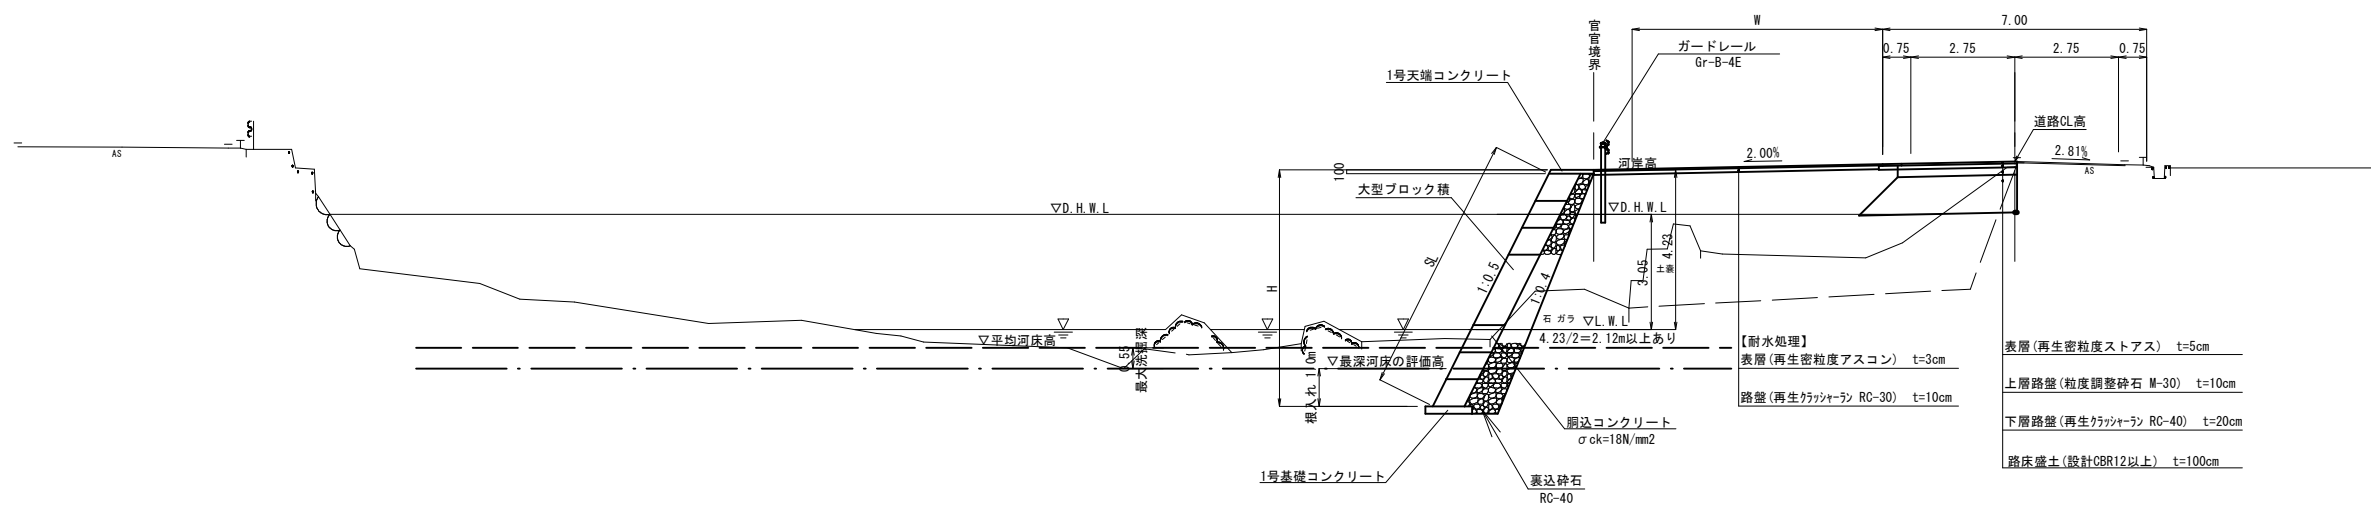 W
7.00
官官境界
ガードレール
Gr-B-4E
0.75
2.75
2.75
0.75
1号天端コンクリート
道路CL高
AS
河岸高
2.00%
2.81%
AS
100
大型ブロック積
▽D.H.W.L
▽D.H.W.L
SL
1:0.5
1:0.4
H
3.05
4.23
土嚢
石 ガラ
▽L.W.L
4.23/2=2.12m以上あり
▽平均河床高
0.55
最大洗掘深
▽最深河床の評価高
根入れ 1.0m
【耐水処理】
表層(再生密粒度アスコン) t=3cm
路盤(再生クラッシャーラン RC-30) t=10cm
表層(再生密粒度ストアス) t=5cm
上層路盤(粒度調整砕石 M-30) t=10cm
下層路盤(再生クラッシャーラン RC-40) t=20cm
路床盛土(設計CBR12以上) t=100cm
胴込コンクリート
σck=18N/mm2
1号基礎コンクリート
裏込砕石
RC-40